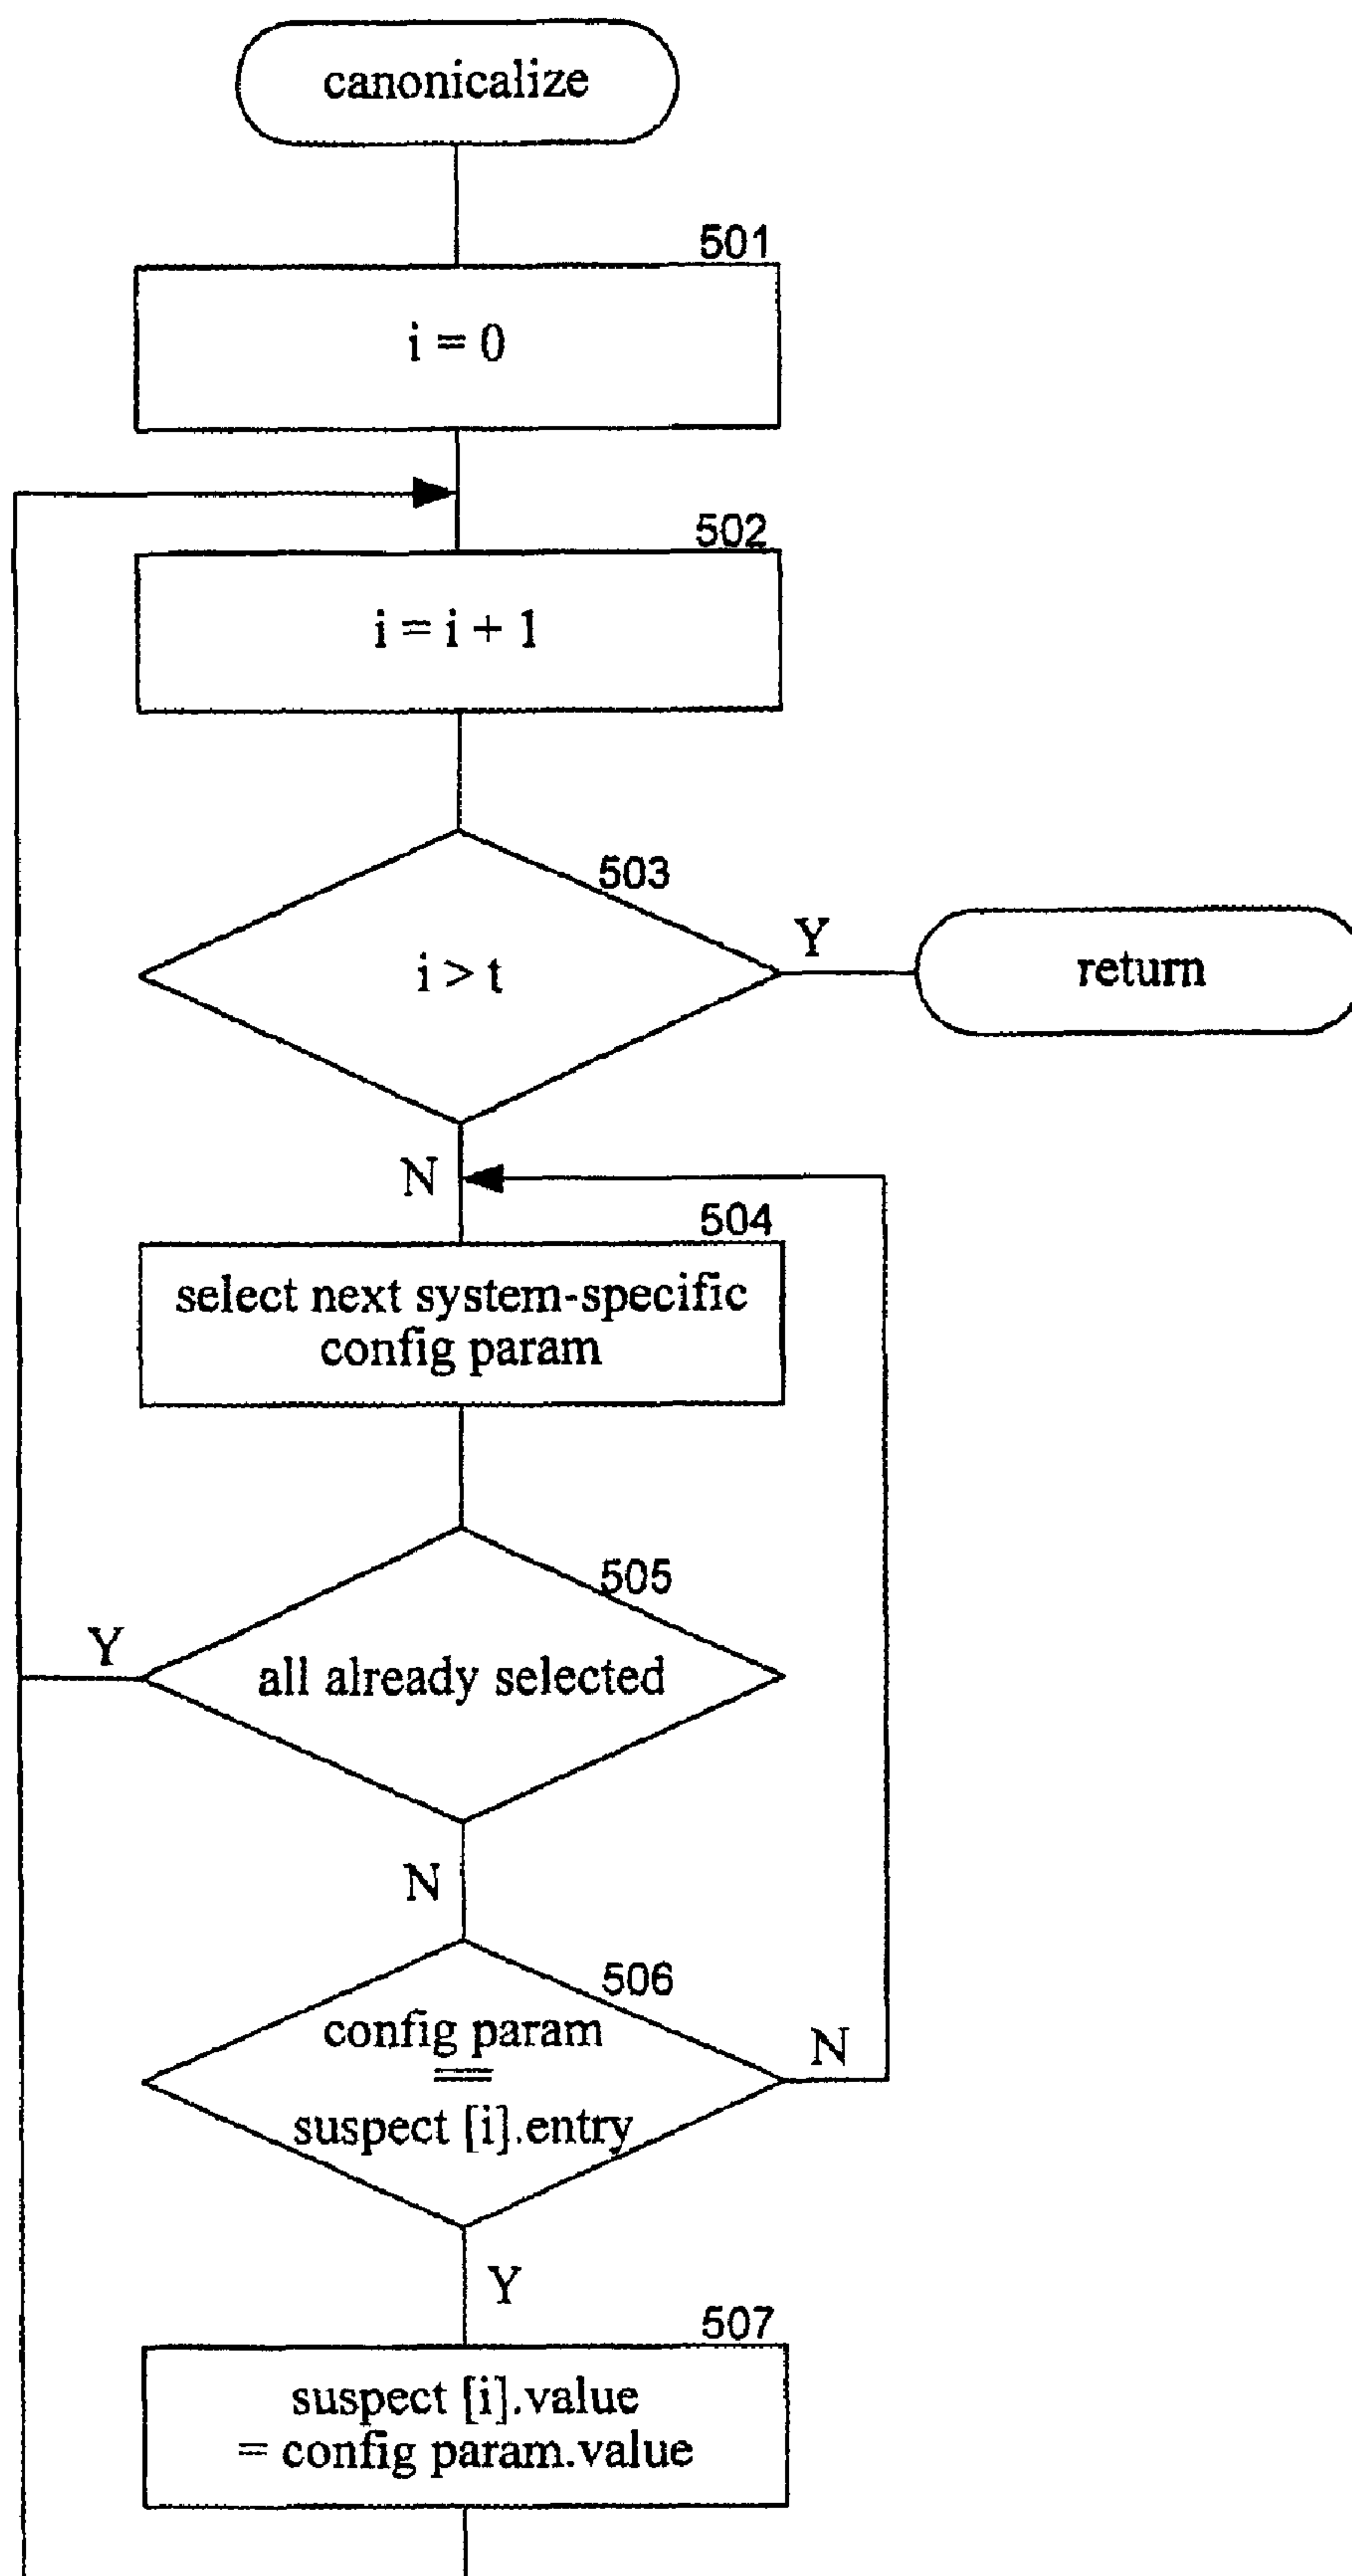 canonicalize
501
i = 0
502
i = i + 1
503
i > t
Y
return
N
504
select next system-specific
config param
505
Y
all already selected
N
506
config param
==
suspect [i].entry
N
Y
507
suspect [i].value
= config param.value